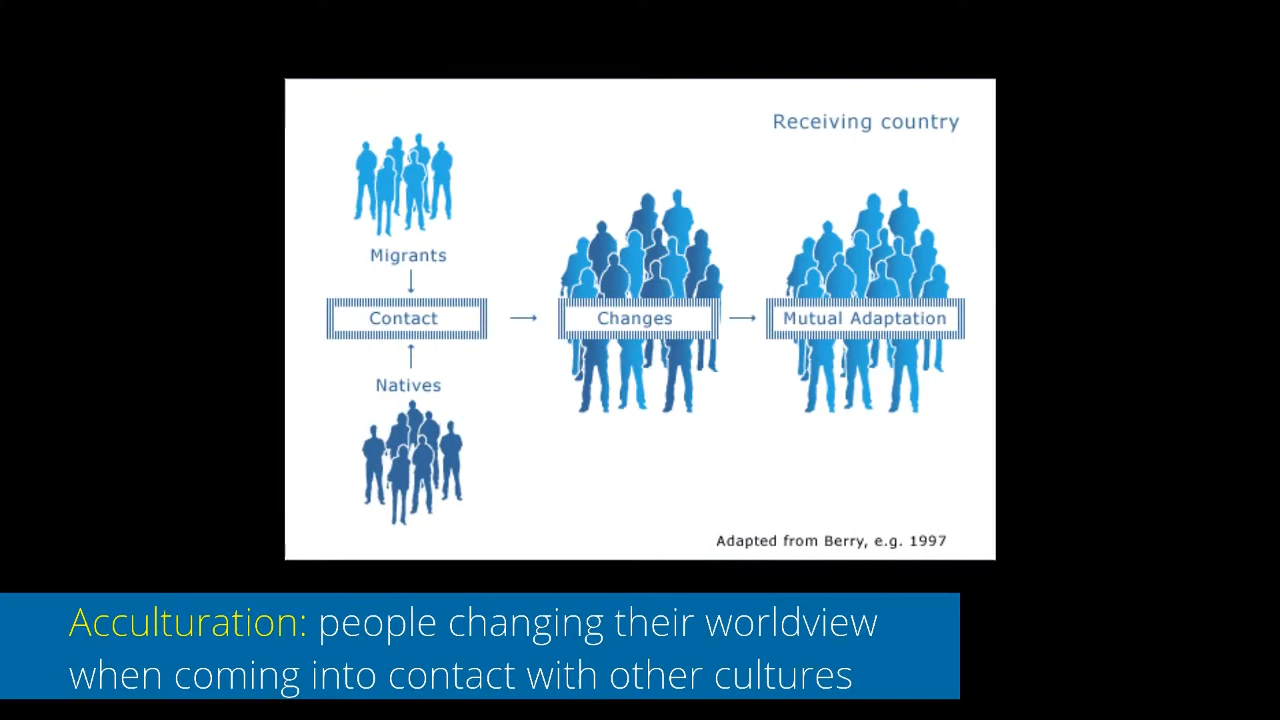 Receiving country
Migrants
Contact
Changes
Mutual Adaptation
Natives
Adapted from Berry, e.g. 1997
Acculturation: people changing their worldview
when coming into contact with other cultures